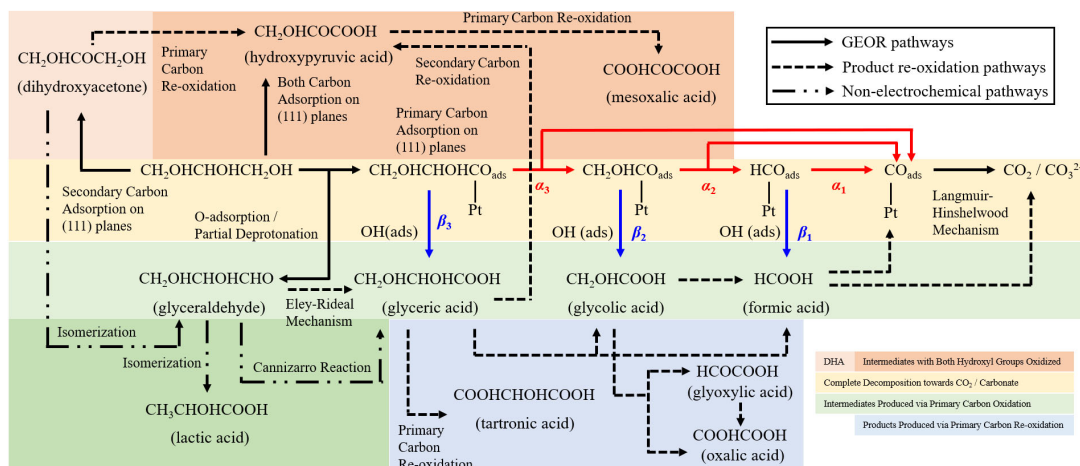 Primary Carbon Re-oxidation
CH₂OHCOCOOH
(hydroxypyruvic acid)
CH₂OHCOCH₂OH
(dihydroxyacetone)
Primary
Carbon
Re-oxidation
Both Carbon
Adsorption on
(111) planes
Secondary Carbon
Re-oxidation
COOHCOCOOH
(mesoxalic acid)
GEOR pathways
Product re-oxidation pathways
Non-electrochemical pathways
Primary Carbon
Adsorption on
(111) planes
CH₂OHCHOHCH₂OH
CH₂OHCHOHCOads
α₃
CH₂OHCOads
α₂
HCOads
α₁
COads
CO₂ / CO₃²⁻
Pt
Pt
Pt
Pt
Langmuir-
Hinshelwood
Mechanism
Secondary Carbon
Adsorption on
(111) planes
O-adsorption /
Partial Deprotonation
OH(ads)
β₃
OH (ads)
β₂
OH (ads)
β₁
CH₂OHCHOHCHO
(glyceraldehyde)
Eley-Rideal
Mechanism
CH₂OHCHOHCOOH
(glyceric acid)
CH₂OHCOOH
(glycolic acid)
HCOOH
(formic acid)
Isomerization
Isomerization
Cannizarro Reaction
CH₃CHOHCOOH
(lactic acid)
Primary
Carbon
Re-oxidation
COOHCHOHCOOH
(tartronic acid)
HCOCOOH
(glyoxylic acid)
COOHCOOH
(oxalic acid)
DHA Intermediates with Both Hydroxyl Groups Oxidized
Complete Decomposition towards CO₂ / Carbonate
Intermediates Produced via Primary Carbon Oxidation
Products Produced via Primary Carbon Re-oxidation